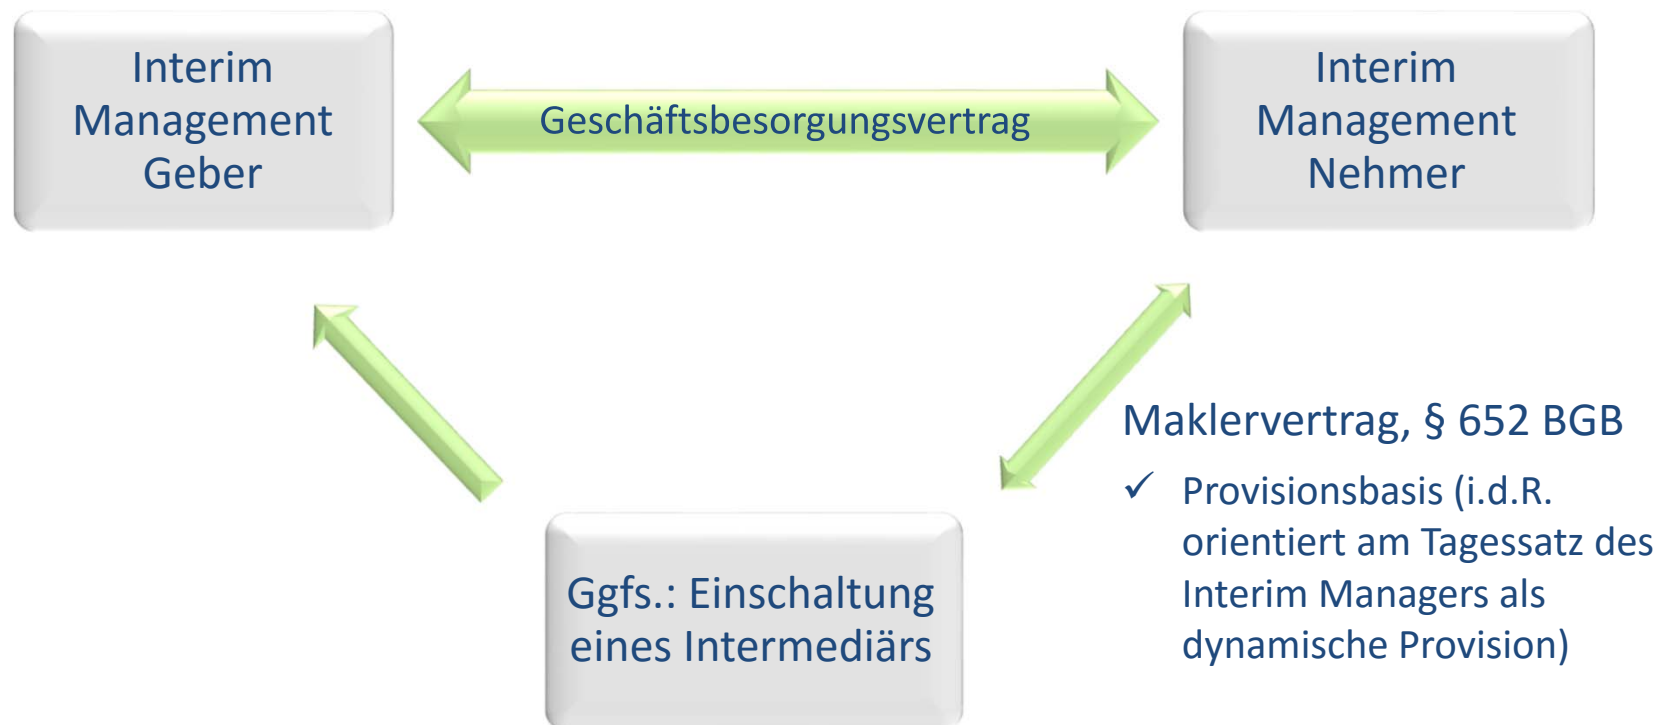 Interim
Management
Geber
Geschäftsbesorgungsvertrag
Interim
Management
Nehmer
Maklervertrag, § 652 BGB
✓ Provisionsbasis (i.d.R.
orientiert am Tagessatz des
Interim Managers als
dynamische Provision)
Ggfs.: Einschaltung
eines Intermediärs